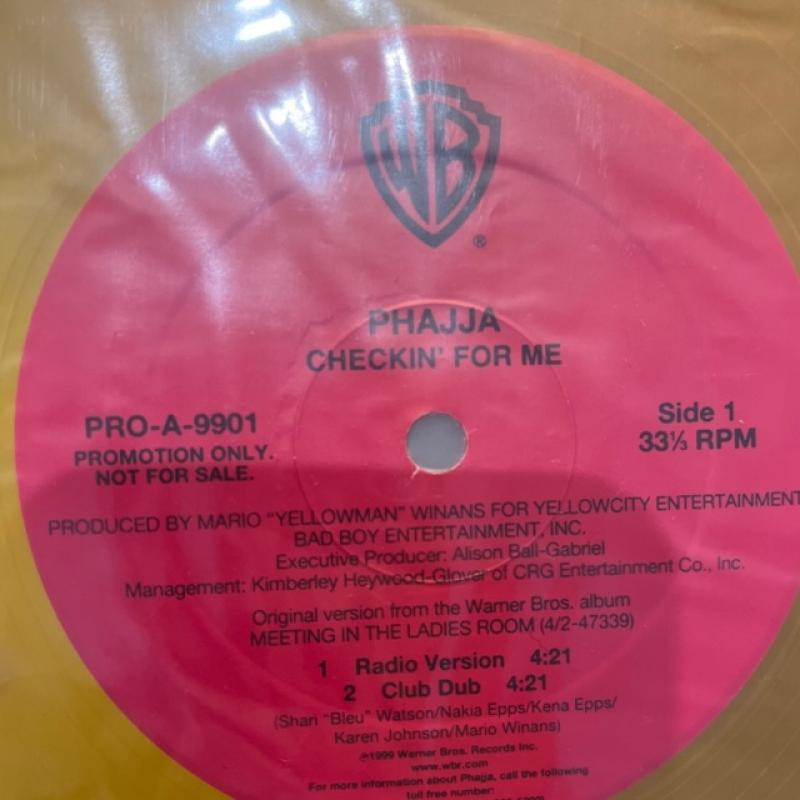 WB
®
PHAJJA
CHECKIN' FOR ME
PRO-A-9901
PROMOTION ONLY.
NOT FOR SALE.
Side 1
33⅓ RPM
PRODUCED BY MARIO "YELLOWMAN" WINANS FOR YELLOWCITY ENTERTAINMENT
BAD BOY ENTERTAINMENT, INC.
Executive Producer: Alison Ball-Gabriel
Management: Kimberley Heywood-Glover of CRG Entertainment Co., Inc.
Original version from the Warner Bros. album
MEETING IN THE LADIES ROOM (4/2-47339)
1 Radio Version 4:21
2 Club Dub 4:21
(Shari "Bleu" Watson/Nakia Epps/Kena Epps/
Karen Johnson/Mario Winans)
℗1999 Warner Bros. Records Inc.
www.wbr.com
For more information about Phajja, call the following
toll free number: